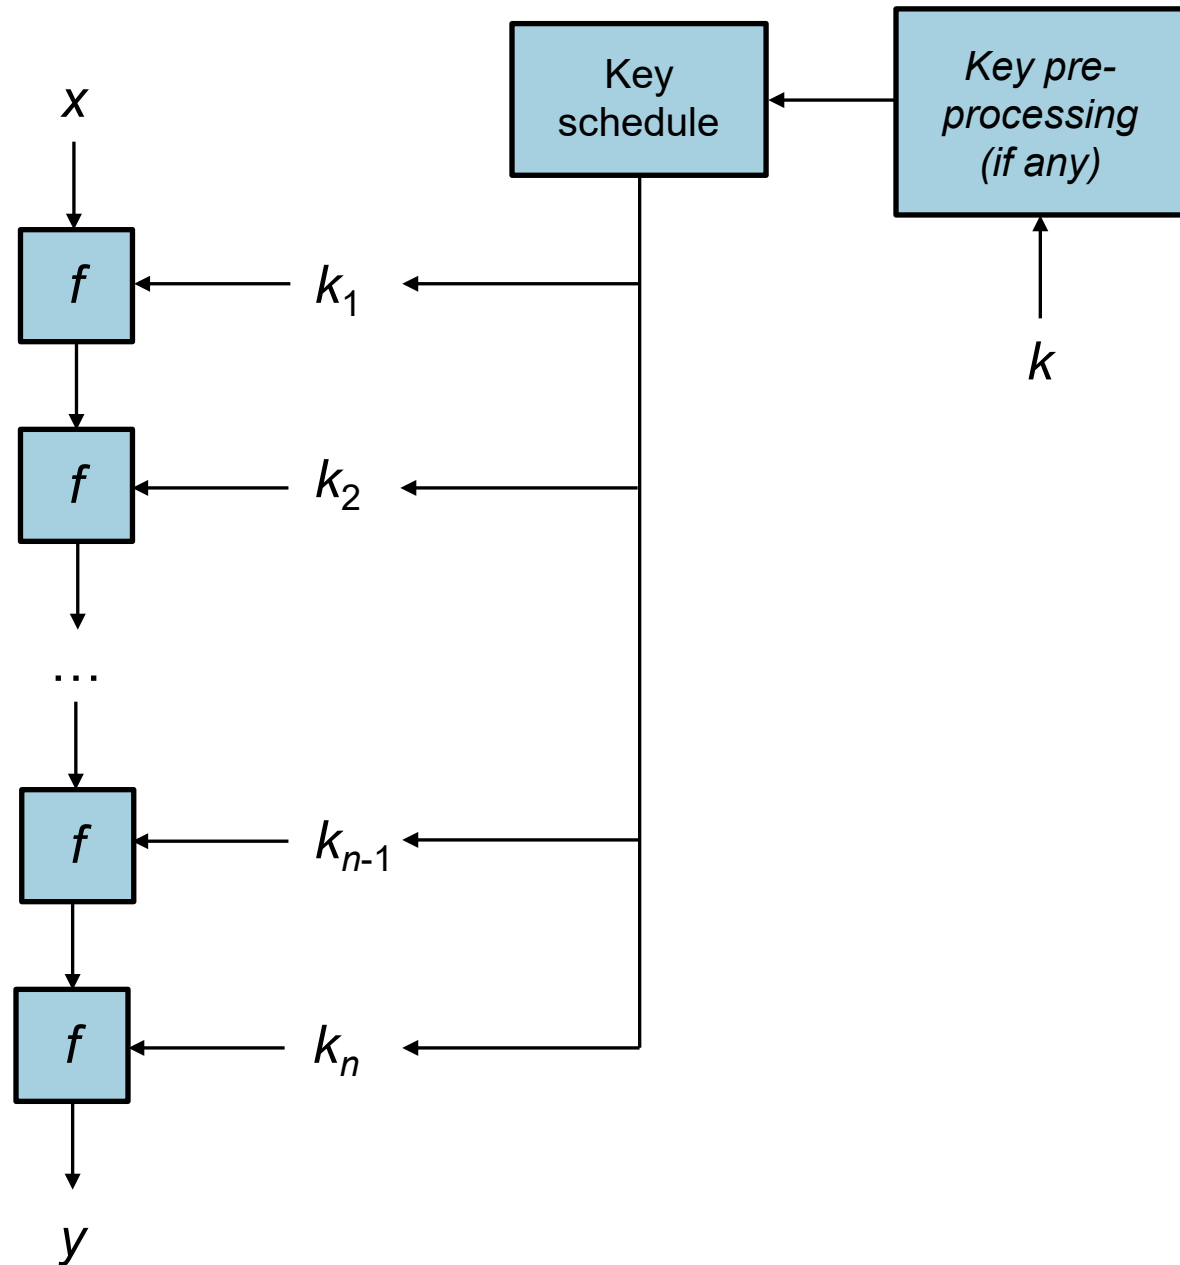 Key
schedule
Key pre-
processing
(if any)
x
f
k₁
k
f
k₂
...
f
kₙ₋₁
f
kₙ
y